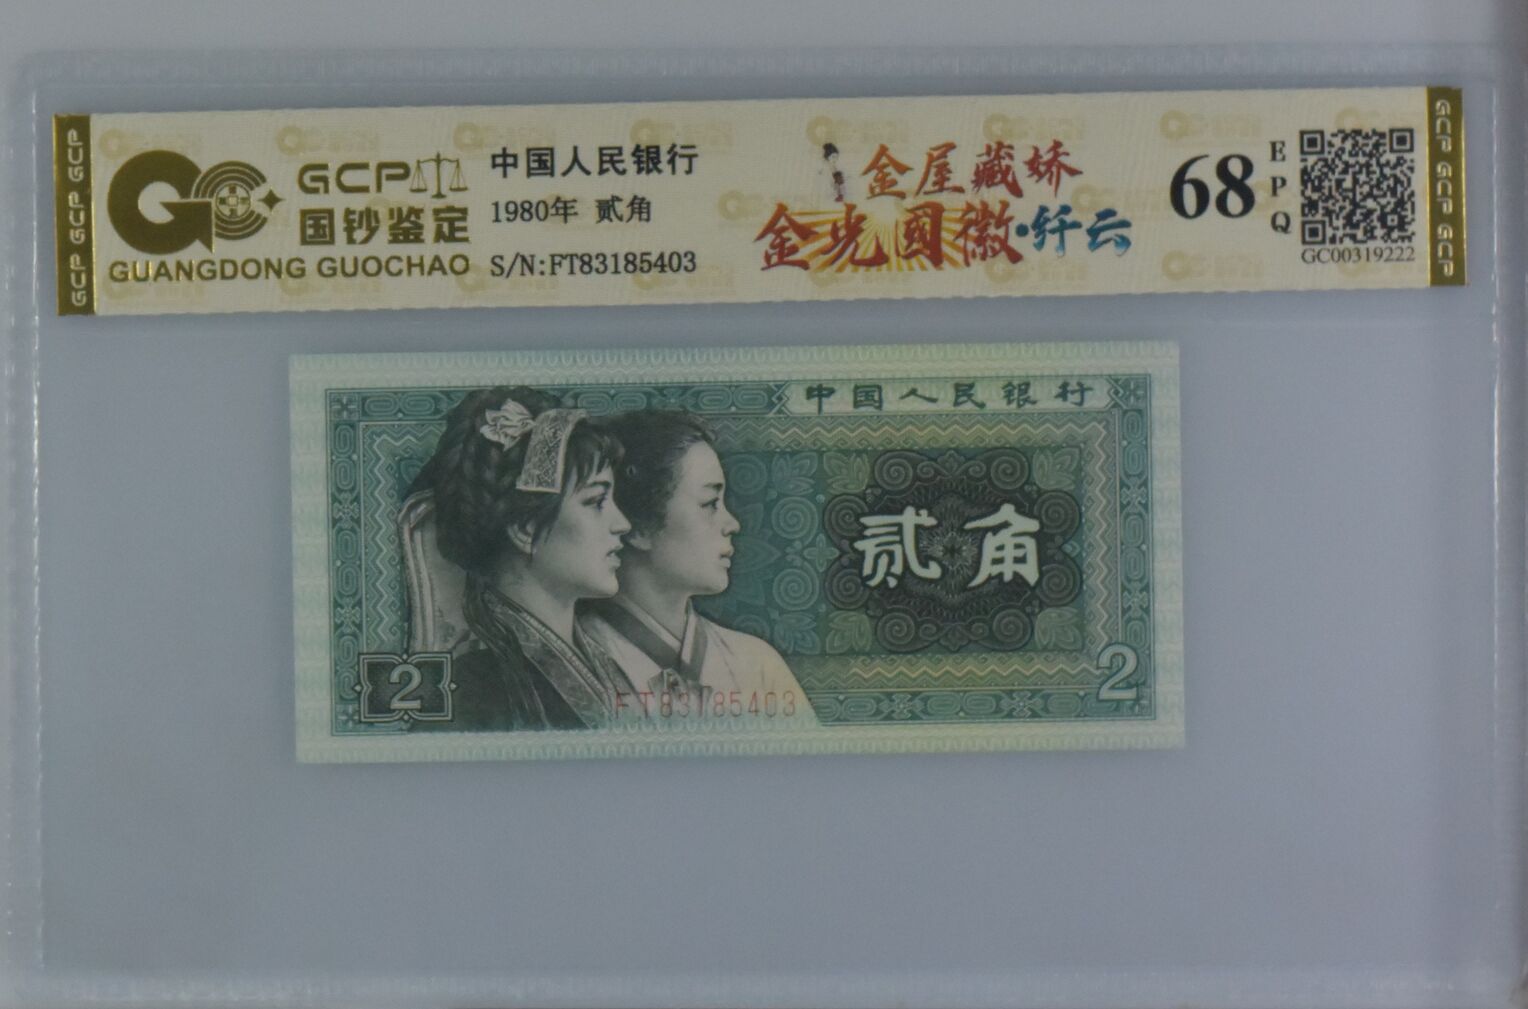 GCP
国钞鉴定
GUANGDONG GUOCHAO
中国人民银行
1980年 贰角
S/N:FT83185403
金屋藏娇
金光國徽·纤云
68
EPQ
GC00319222
GCP GCP GCP
GCP GCP GCP
中国人民银行
贰角
2
2
FT83185403